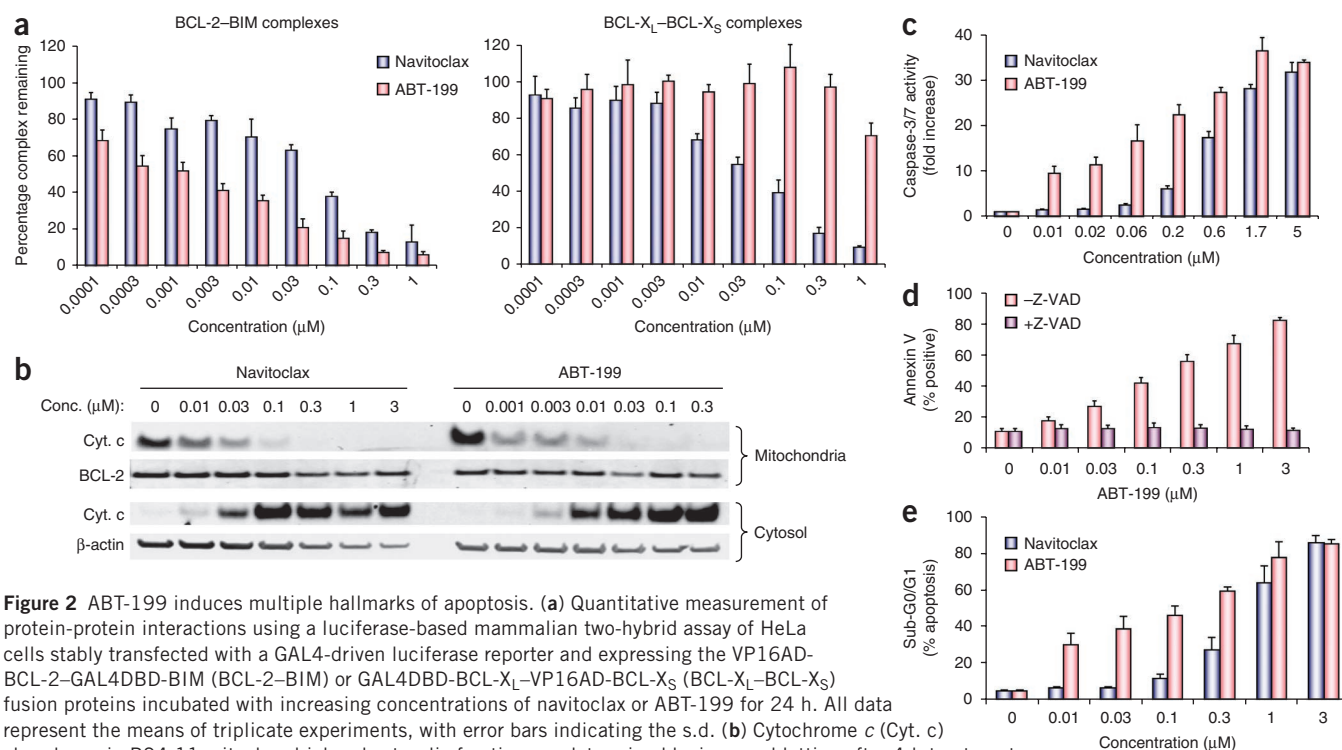 a
BCL-2–BIM complexes
Percentage complex remaining
120
100
80
60
40
20
0
Navitoclax
ABT-199
0.0001 0.0003 0.001 0.003 0.01 0.03 0.1 0.3 1
Concentration (μM)
BCL-XL–BCL-XS complexes
120
100
80
60
40
20
0
0.0001 0.0003 0.001 0.003 0.01 0.03 0.1 0.3 1
Concentration (μM)
b
Navitoclax ABT-199
Conc. (μM): 0 0.01 0.03 0.1 0.3 1 3 0 0.001 0.003 0.01 0.03 0.1 0.3
Cyt. c
BCL-2
Mitochondria
Cyt. c
β-actin
Cytosol
c
Caspase-3/7 activity
(fold increase)
40
30
20
10
0
Navitoclax
ABT-199
0 0.01 0.02 0.06 0.2 0.6 1.7 5
Concentration (μM)
d
Annexin V
(% positive)
100
80
60
40
20
0
–Z-VAD
+Z-VAD
0 0.01 0.03 0.1 0.3 1 3
ABT-199 (μM)
e
Sub-G0/G1
(% apoptosis)
100
80
60
40
20
0
Navitoclax
ABT-199
0 0.01 0.03 0.1 0.3 1 3
Concentration (μM)
Figure 2 ABT-199 induces multiple hallmarks of apoptosis. (a) Quantitative measurement of
protein-protein interactions using a luciferase-based mammalian two-hybrid assay of HeLa
cells stably transfected with a GAL4-driven luciferase reporter and expressing the VP16AD-
BCL-2–GAL4DBD-BIM (BCL-2–BIM) or GAL4DBD-BCL-XL–VP16AD-BCL-XS (BCL-XL–BCL-XS)
fusion proteins incubated with increasing concentrations of navitoclax or ABT-199 for 24 h. All data
represent the means of triplicate experiments, with error bars indicating the s.d. (b) Cytochrome c (Cyt. c)